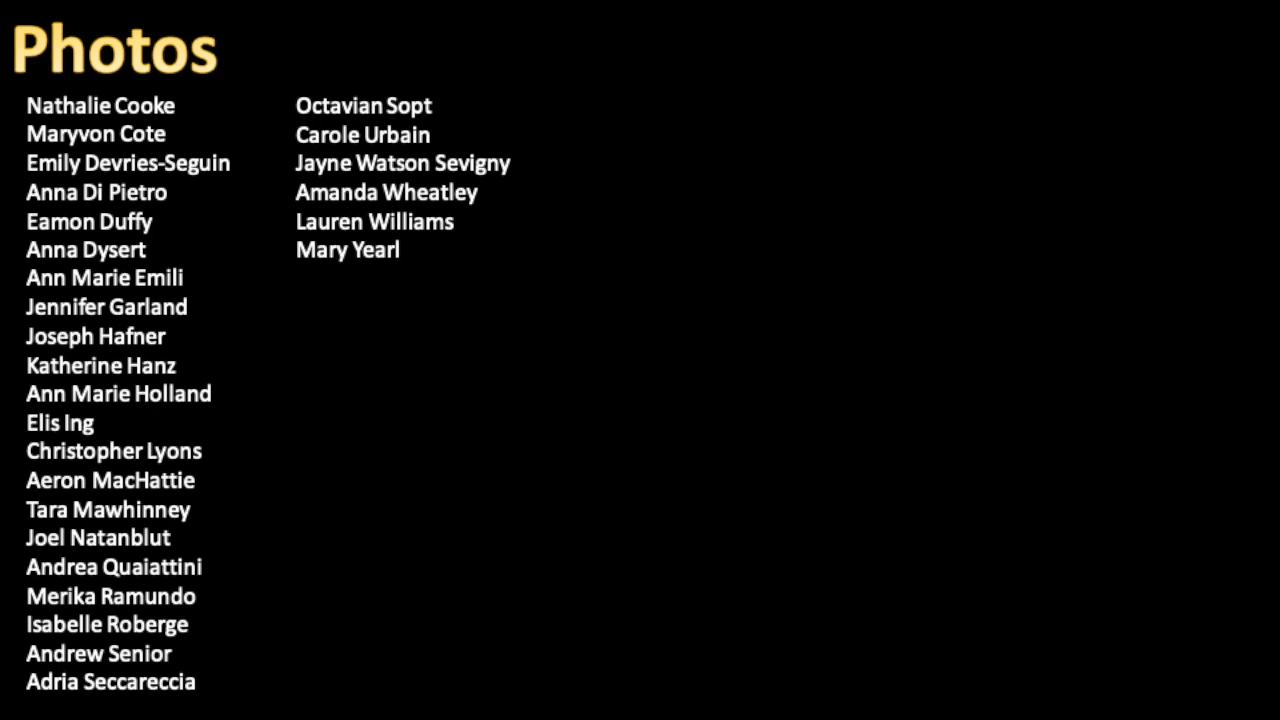 Photos
Nathalie Cooke
Maryvon Cote
Emily Devries-Seguin
Anna Di Pietro
Eamon Duffy
Anna Dysert
Ann Marie Emili
Jennifer Garland
Joseph Hafner
Katherine Hanz
Ann Marie Holland
Elis Ing
Christopher Lyons
Aeron MacHattie
Tara Mawhinney
Joel Natanblut
Andrea Quaiattini
Merika Ramundo
Isabelle Roberge
Andrew Senior
Adria Seccareccia
Octavian Sopt
Carole Urbain
Jayne Watson Sevigny
Amanda Wheatley
Lauren Williams
Mary Yearl